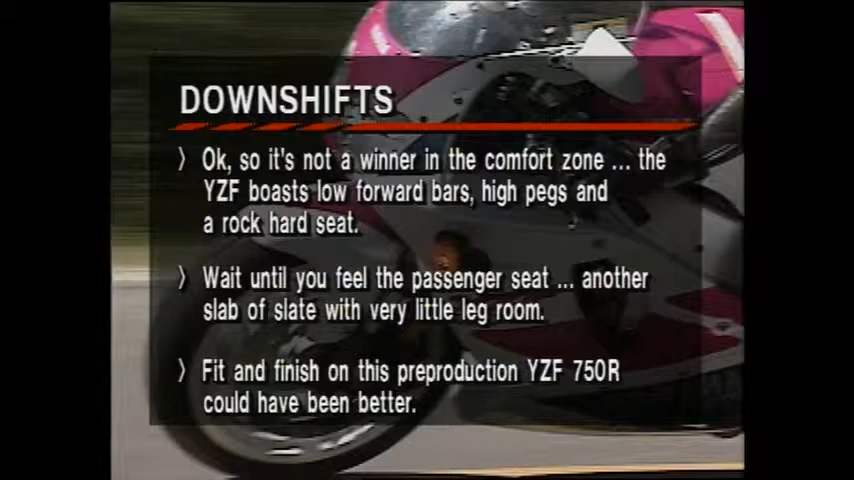 DOWNSHIFTS
〉 Ok, so it's not a winner in the comfort zone ... the
YZF boasts low forward bars, high pegs and
a rock hard seat.
〉 Wait until you feel the passenger seat ... another
slab of slate with very little leg room.
〉 Fit and finish on this preproduction YZF 750R
could have been better.